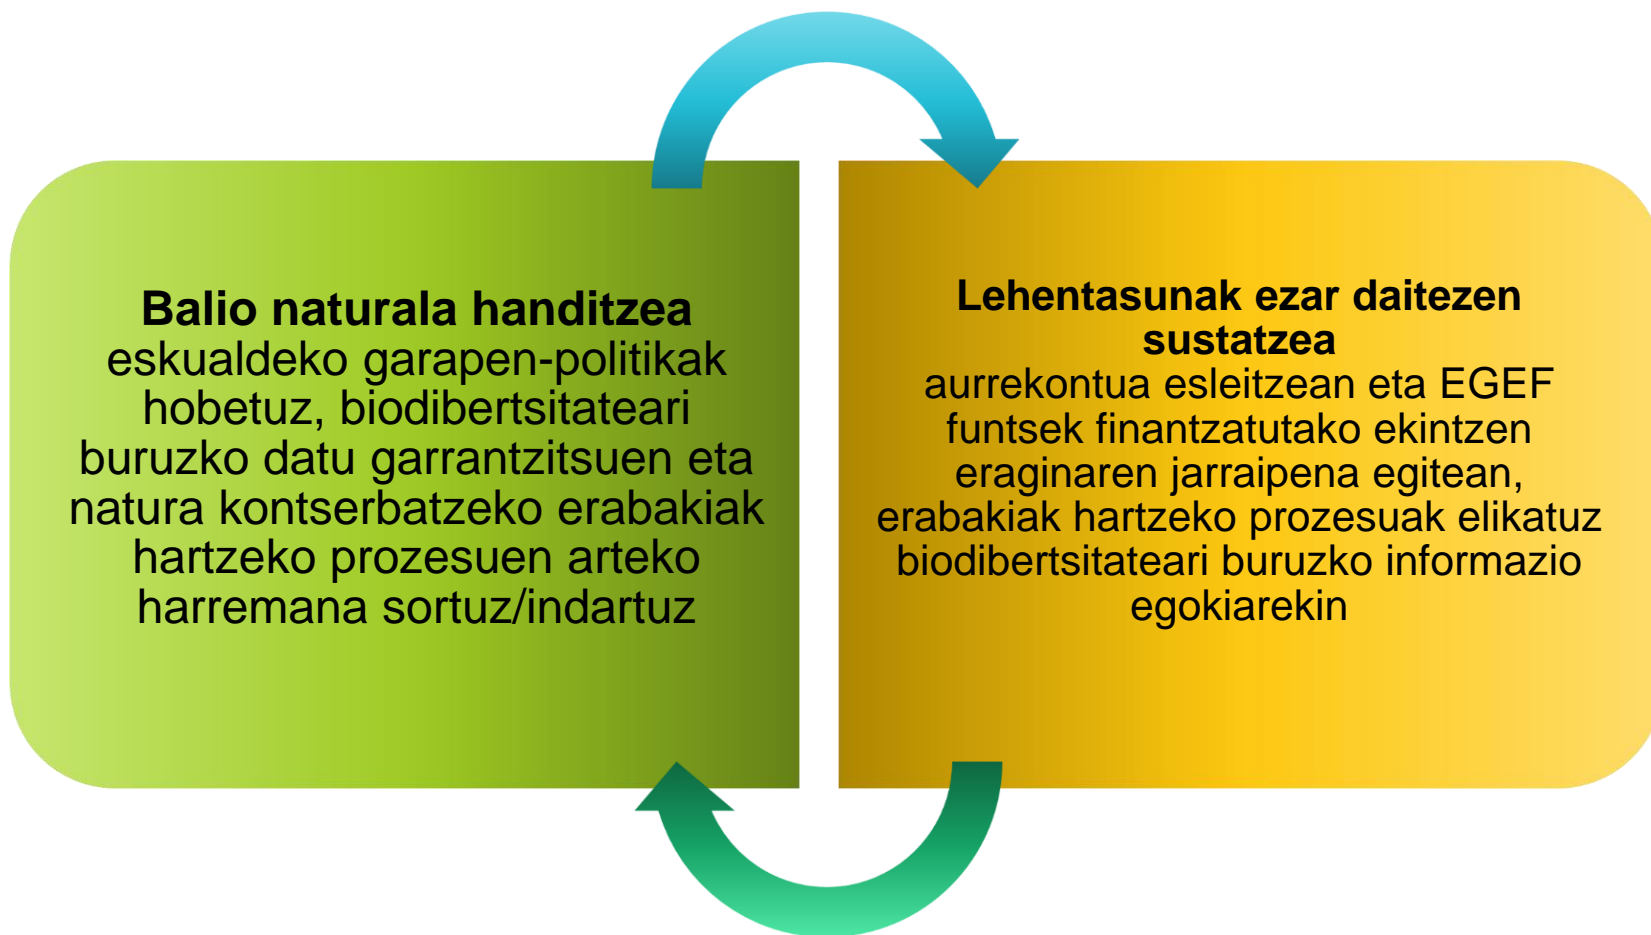 Balio naturala handitzea
eskualdeko garapen-politikak
hobetuz, biodibertsitateari
buruzko datu garrantzitsuen eta
natura kontserbatzeko erabakiak
hartzeko prozesuen arteko
harremana sortuz/indartuz
Lehentasunak ezar daitezen
sustatzea
aurrekontua esleitzean eta EGEF
funtsek finantzatutako ekintzen
eraginaren jarraipena egitean,
erabakiak hartzeko prozesuak elikatuz
biodibertsitateari buruzko informazio
egokiarekin